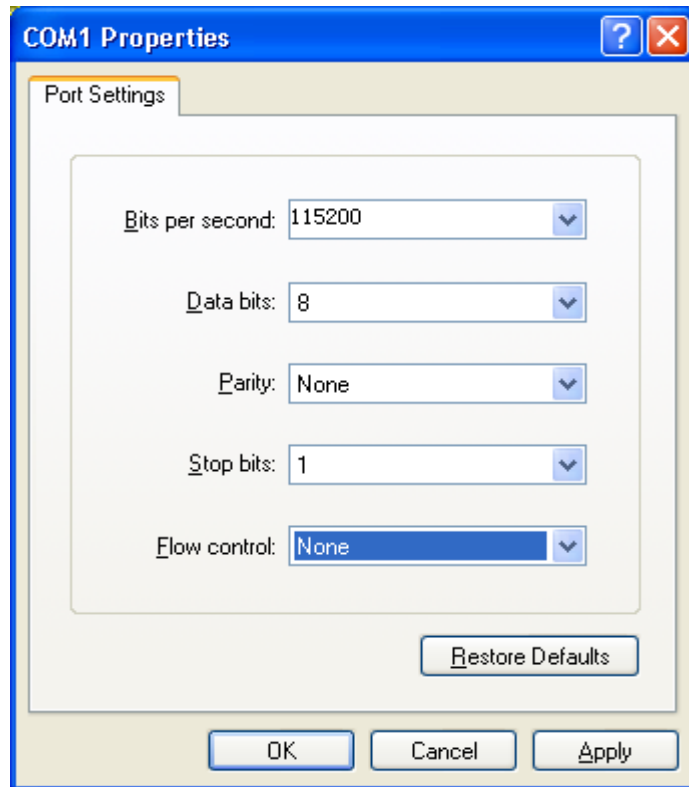 COM1 Properties
Port Settings
Bits per second: 115200
Data bits: 8
Parity: None
Stop bits: 1
Flow control: None
Restore Defaults
OK Cancel Apply